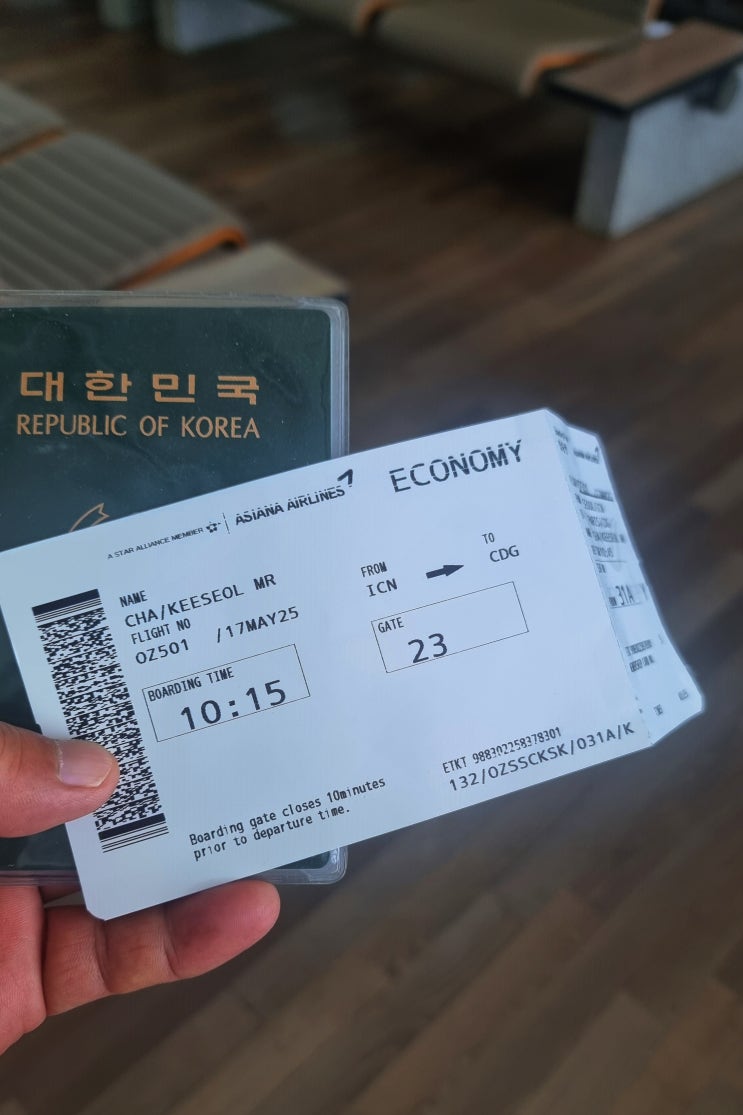 대한민국
REPUBLIC OF KOREA
A STAR ALLIANCE MEMBER
ASIANA AIRLINES
ECONOMY
NAME
CHA/KEESEOL MR
FLIGHT NO
OZ501 /17MAY25
FROM
ICN
TO
CDG
BOARDING TIME
10:15
GATE
23
ETKT 988302258378301
132/OZSSCKSK/031A/K
Boarding gate closes 10minutes
prior to departure time.
31A